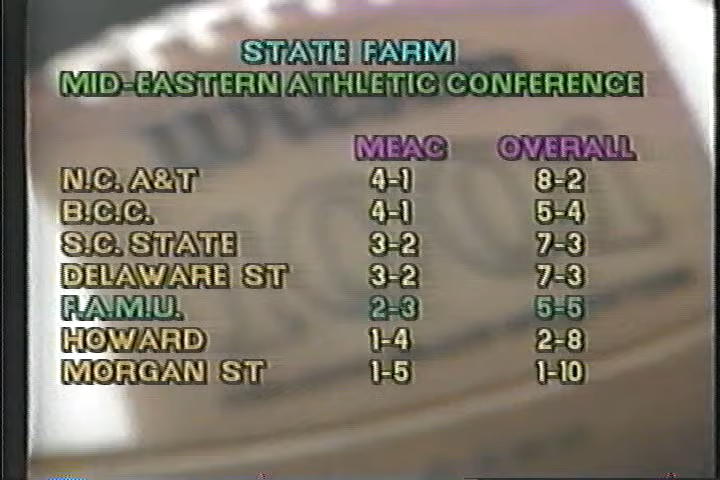 STATE FARM
MID-EASTERN ATHLETIC CONFERENCE
MEAC OVERALL
N.C. A&T 4-1 8-2
B.C.C. 4-1 5-4
S.C. STATE 3-2 7-3
DELAWARE ST 3-2 7-3
F.A.M.U. 2-3 5-5
HOWARD 1-4 2-8
MORGAN ST 1-5 1-10